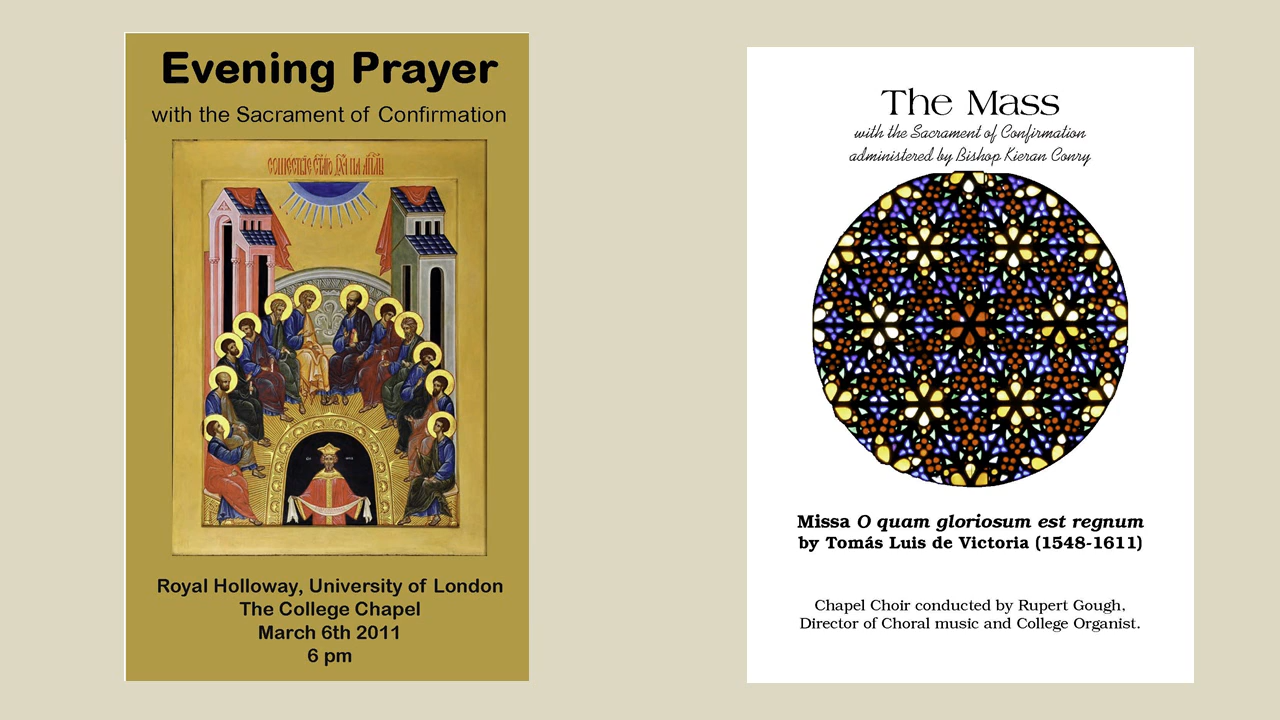 Evening Prayer
with the Sacrament of Confirmation
Royal Holloway, University of London
The College Chapel
March 6th 2011
6 pm
The Mass
with the Sacrament of Confirmation
administered by Bishop Kieran Conry
Missa O quam gloriosum est regnum
by Tomás Luis de Victoria (1548-1611)
Chapel Choir conducted by Rupert Gough,
Director of Choral music and College Organist.